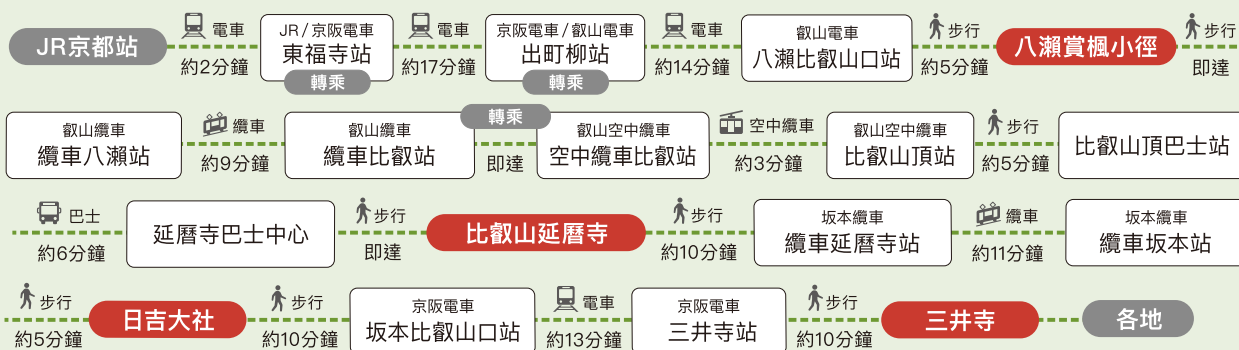 JR京都站
電車
約2分鐘
JR/京阪電車
東福寺站
轉乘
電車
約17分鐘
京阪電車/叡山電車
出町柳站
轉乘
電車
約14分鐘
叡山電車
八瀨比叡山口站
步行
約5分鐘
八瀨賞楓小徑
步行
即達
叡山纜車
纜車八瀨站
纜車
約9分鐘
叡山纜車
纜車比叡站
轉乘
即達
叡山空中纜車
空中纜車比叡站
空中纜車
約3分鐘
叡山空中纜車
比叡山頂站
步行
約5分鐘
比叡山頂巴士站
巴士
約6分鐘
延曆寺巴士中心
步行
即達
比叡山延曆寺
步行
約10分鐘
坂本纜車
纜車延曆寺站
纜車
約11分鐘
坂本纜車
纜車坂本站
步行
約5分鐘
日吉大社
步行
約10分鐘
京阪電車
坂本比叡山口站
電車
約13分鐘
京阪電車
三井寺站
步行
約10分鐘
三井寺
各地